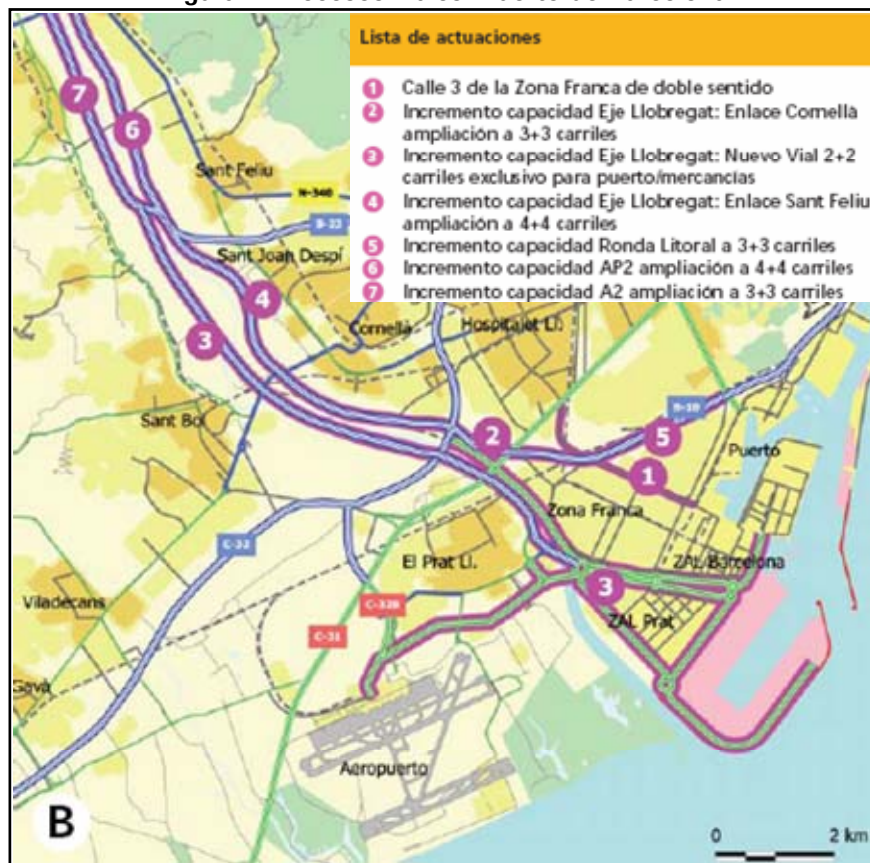 Lista de actuaciones
1 Calle 3 de la Zona Franca de doble sentido
2 Incremento capacidad Eje Llobregat: Enlace Cornellà
ampliación a 3+3 carriles
3 Incremento capacidad Eje Llobregat: Nuevo Vial 2+2
carriles exclusivo para puerto/mercancías
4 Incremento capacidad Eje Llobregat: Enlace Sant Feliu
ampliación a 4+4 carriles
5 Incremento capacidad Ronda Litoral a 3+3 carriles
6 Incremento capacidad AP2 ampliación a 4+4 carriles
7 Incremento capacidad A2 ampliación a 3+3 carriles
7
6
Sant Feliu
N-340
B-23
Sant Joan Despí
4
3
Cornellà
Hospitalet Ll.
Sant Boi
B-10
2
5
Puerto
1
Zona Franca
C-32
El Prat Ll.
ZAL Barcelona
3
Viladecans
ZAL Prat
C-31
Gavà
Aeropuerto
B
0 2 km